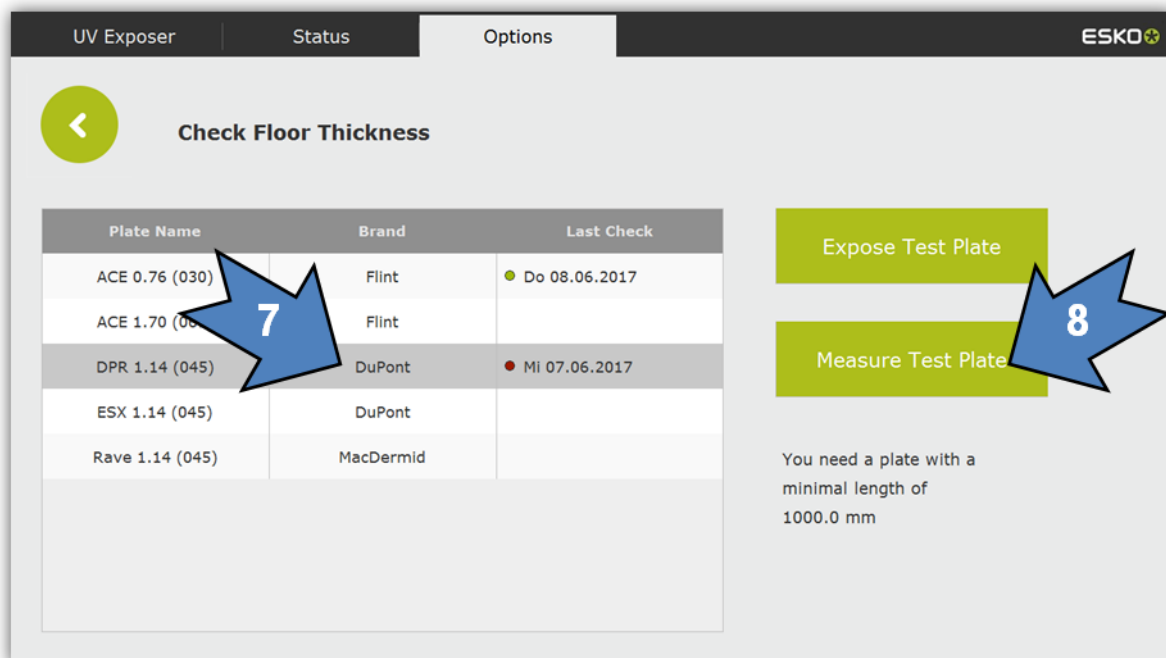 UV Exposer Status Options ESKO
Check Floor Thickness
Plate Name Brand Last Check
ACE 0.76 (030) Flint Do 08.06.2017
ACE 1.70 Flint
DPR 1.14 (045) DuPont Mi 07.06.2017
ESX 1.14 (045) DuPont
Rave 1.14 (045) MacDermid
7
Expose Test Plate
8
Measure Test Plate
You need a plate with a
minimal length of
1000.0 mm